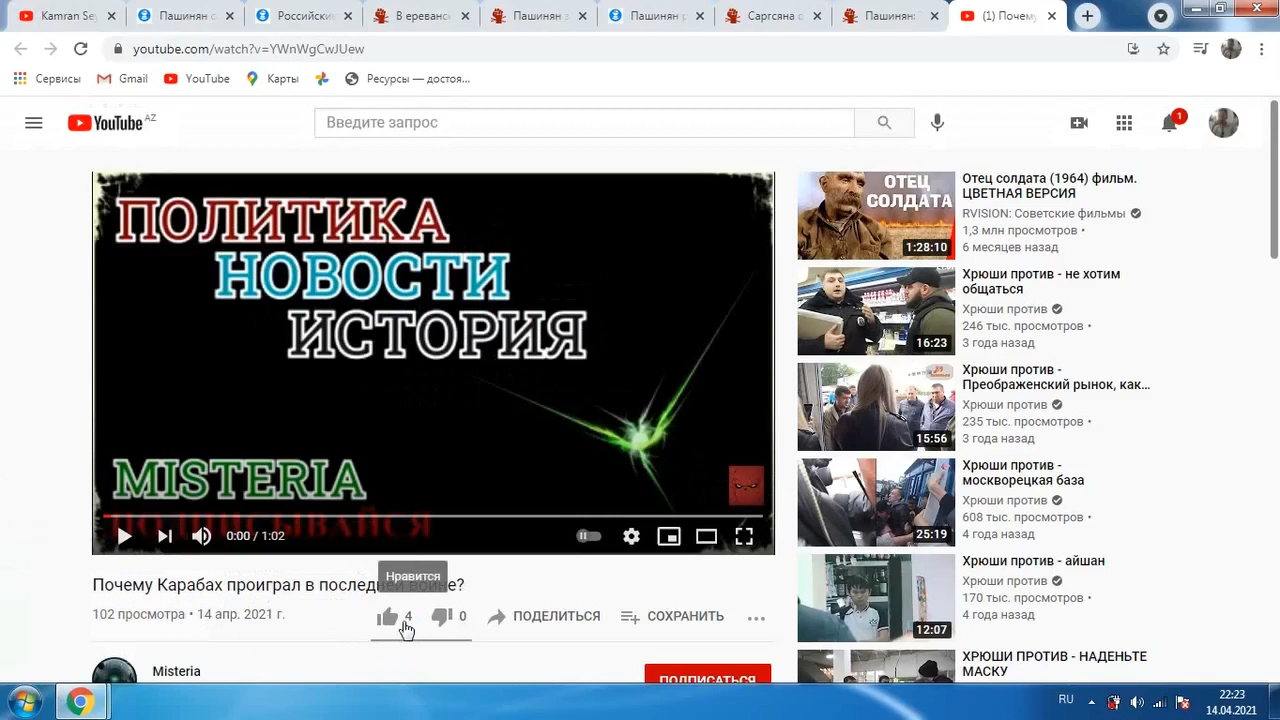 Kamran Se
Пашинян с
Российски
В ереванс
Пашинян з
Пашинян р
Саргсяна о
Пашинян:
(1) Почему
youtube.com/watch?v=YWnWgCwJUew
Сервисы
Gmail
YouTube
Карты
Ресурсы — достоя...
YouTube AZ
Введите запрос
1
ПОЛИТИКА
НОВОСТИ
ИСТОРИЯ
MISTERIA
0:00 / 1:02
Почему Карабах проиграл в последней войне?
Нравится
102 просмотра • 14 апр. 2021 г.
4
0
ПОДЕЛИТЬСЯ
СОХРАНИТЬ
Misteria
ПОДПИСАТЬСЯ
ОТЕЦ
СОЛДАТА
1:28:10
Отец солдата (1964) фильм.
ЦВЕТНАЯ ВЕРСИЯ
RVISION: Советские фильмы
1,3 млн просмотров •
6 месяцев назад
16:23
Хрюши против - не хотим
общаться
Хрюши против
246 тыс. просмотров •
3 года назад
15:56
Хрюши против -
Преображенский рынок, как...
Хрюши против
235 тыс. просмотров •
3 года назад
25:19
Хрюши против -
москворецкая база
Хрюши против
608 тыс. просмотров •
4 года назад
12:07
Хрюши против - айшан
Хрюши против
170 тыс. просмотров •
4 года назад
ХРЮШИ ПРОТИВ - НАДЕНЬТЕ
МАСКУ
RU
22:23
14.04.2021